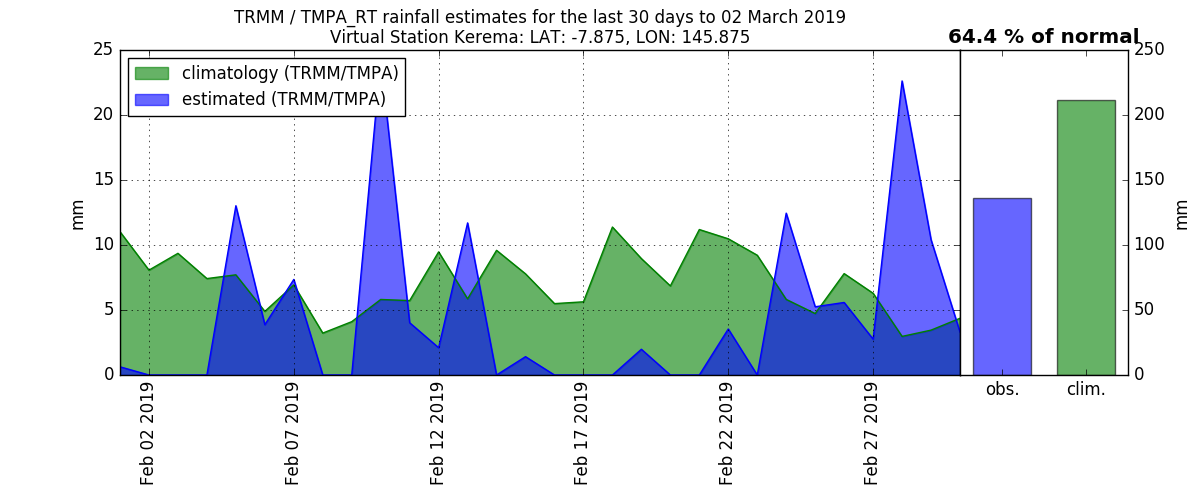 TRMM / TMPA_RT rainfall estimates for the last 30 days to 02 March 2019
Virtual Station Kerema: LAT: -7.875, LON: 145.875
64.4 % of normal
climatology (TRMM/TMPA)
estimated (TRMM/TMPA)
25
20
15
10
5
0
mm
Feb 02 2019
Feb 07 2019
Feb 12 2019
Feb 17 2019
Feb 22 2019
Feb 27 2019
obs.
clim.
250
200
150
100
50
0
mm